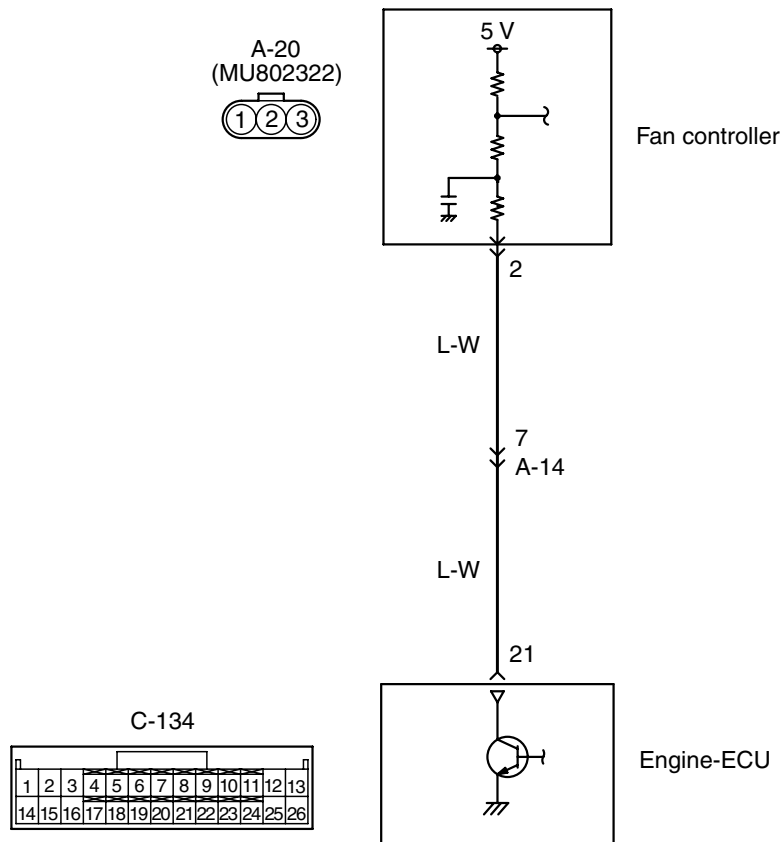 5 V
A-20
(MU802322)
1 2 3
Fan controller
2
L-W
7
A-14
L-W
21
C-134
Engine-ECU
1 2 3 4 5 6 7 8 9 10 11 12 13
14 15 16 17 18 19 20 21 22 23 24 25 26